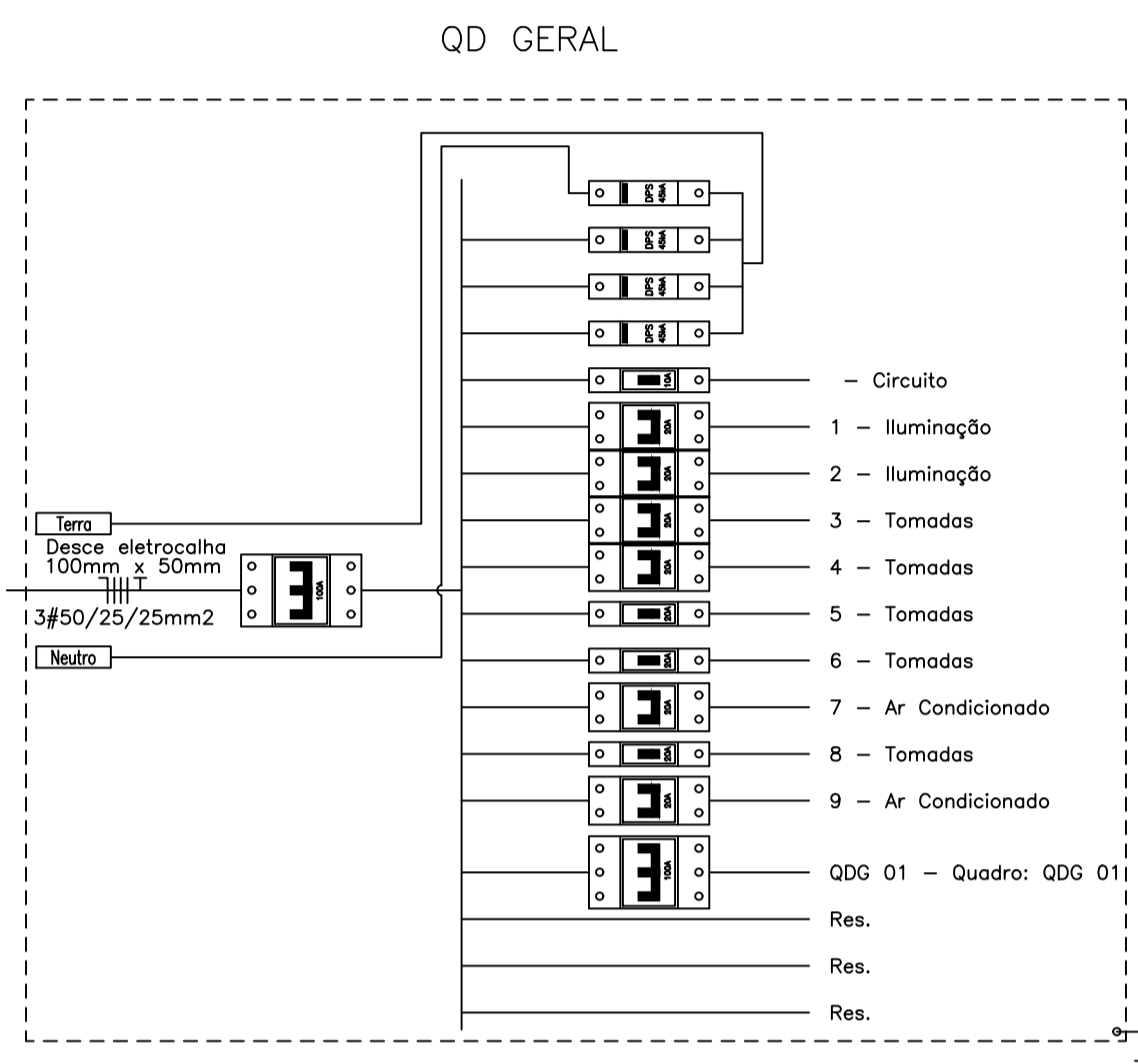 QD GERAL
DPS
45kA
DPS
45kA
DPS
45kA
DPS
45kA
10A
– Circuito
20A
1 – Iluminação
20A
2 – Iluminação
20A
3 – Tomadas
Terra
Desce eletrocalha
100mm x 50mm
3#50/25/25mm2
100A
Neutro
20A
4 – Tomadas
20A
5 – Tomadas
20A
6 – Tomadas
20A
7 – Ar Condicionado
20A
8 – Tomadas
20A
9 – Ar Condicionado
100A
QDG 01 – Quadro: QDG 01
Res.
Res.
Res.